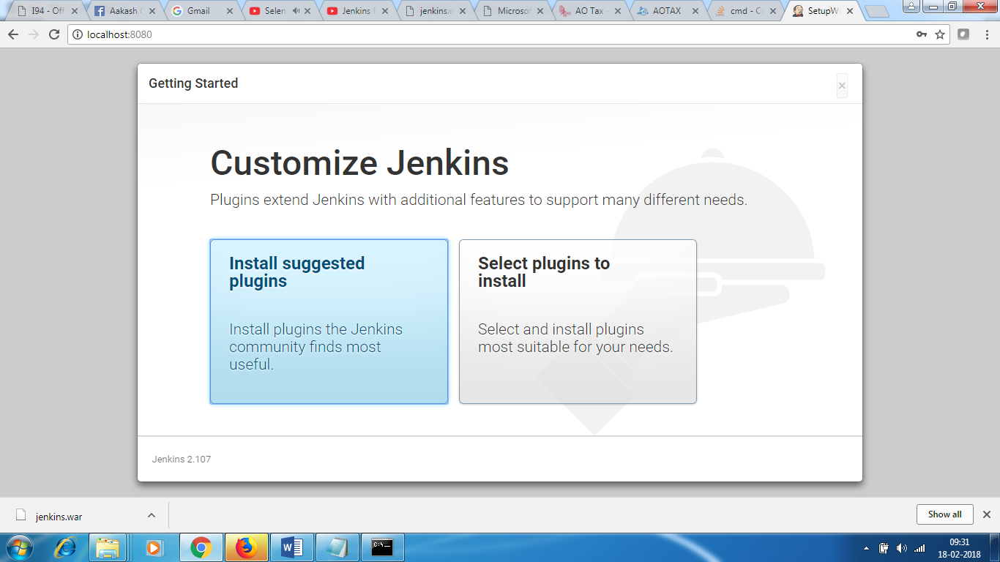 I94 - Off
Aakash C
Gmail
Selen
Jenkins
jenkins.w
Microso
AO Tax -
AOTAX
cmd - Co
SetupW
localhost:8080
Getting Started
×
Customize Jenkins
Plugins extend Jenkins with additional features to support many different needs.
Install suggested
plugins
Install plugins the Jenkins
community finds most
useful.
Select plugins to
install
Select and install plugins
most suitable for your needs.
Jenkins 2.107
jenkins.war
Show all
09:31
18-02-2018